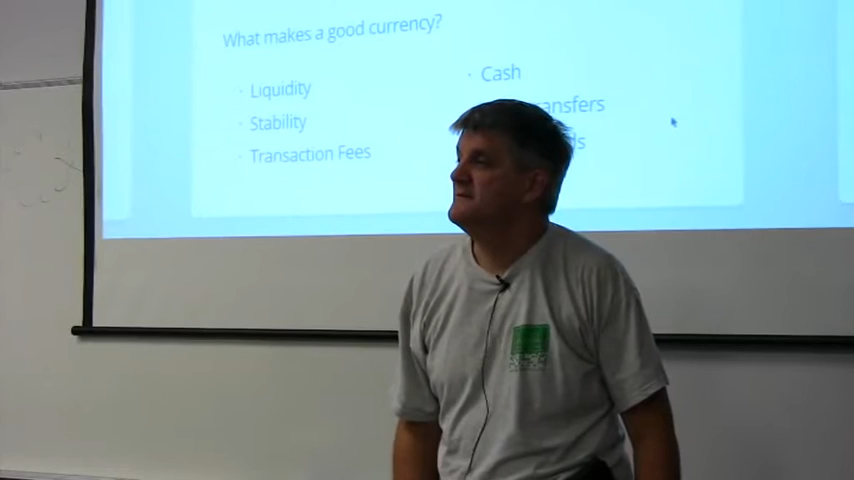 What makes a good currency?
· Liquidity
· Stability
· Transaction Fees
· Cash